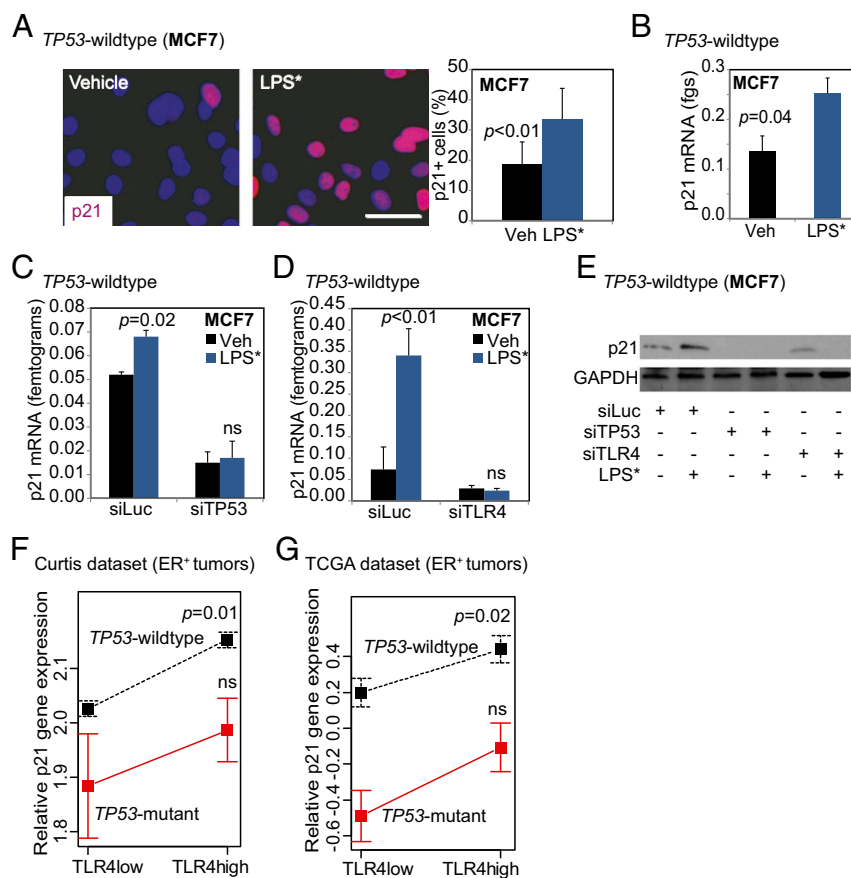 A TP53-wildtype (MCF7)
Vehicle
LPS*
p21
p21+ cells (%)
50
40
30
20
10
0
MCF7
p<0.01
Veh LPS*
B TP53-wildtype
p21 mRNA (fgs)
0.3
0.2
0.1
0.0
MCF7
p=0.04
Veh LPS*
C TP53-wildtype
p21 mRNA (femtograms)
0.08
0.07
0.06
0.05
0.04
0.03
0.02
0.01
0.00
p=0.02
MCF7
Veh
LPS*
ns
siLuc siTP53
D TP53-wildtype
p21 mRNA (femtograms)
0.45
0.40
0.35
0.30
0.25
0.20
0.15
0.10
0.05
0.00
p<0.01
MCF7
Veh
LPS*
ns
siLuc siTLR4
E TP53-wildtype (MCF7)
p21
GAPDH
siLuc + + - - - -
siTP53 - - + + - -
siTLR4 - - - - + +
LPS* - + - + - +
F Curtis dataset (ER+ tumors)
Relative p21 gene expression
2.1
2.0
1.9
1.8
p=0.01
TP53-wildtype
ns
TP53-mutant
TLR4low TLR4high
G TCGA dataset (ER+ tumors)
Relative p21 gene expression
0.4
0.2
0.0
-0.2
-0.4
-0.6
p=0.02
TP53-wildtype
ns
TP53-mutant
TLR4low TLR4high